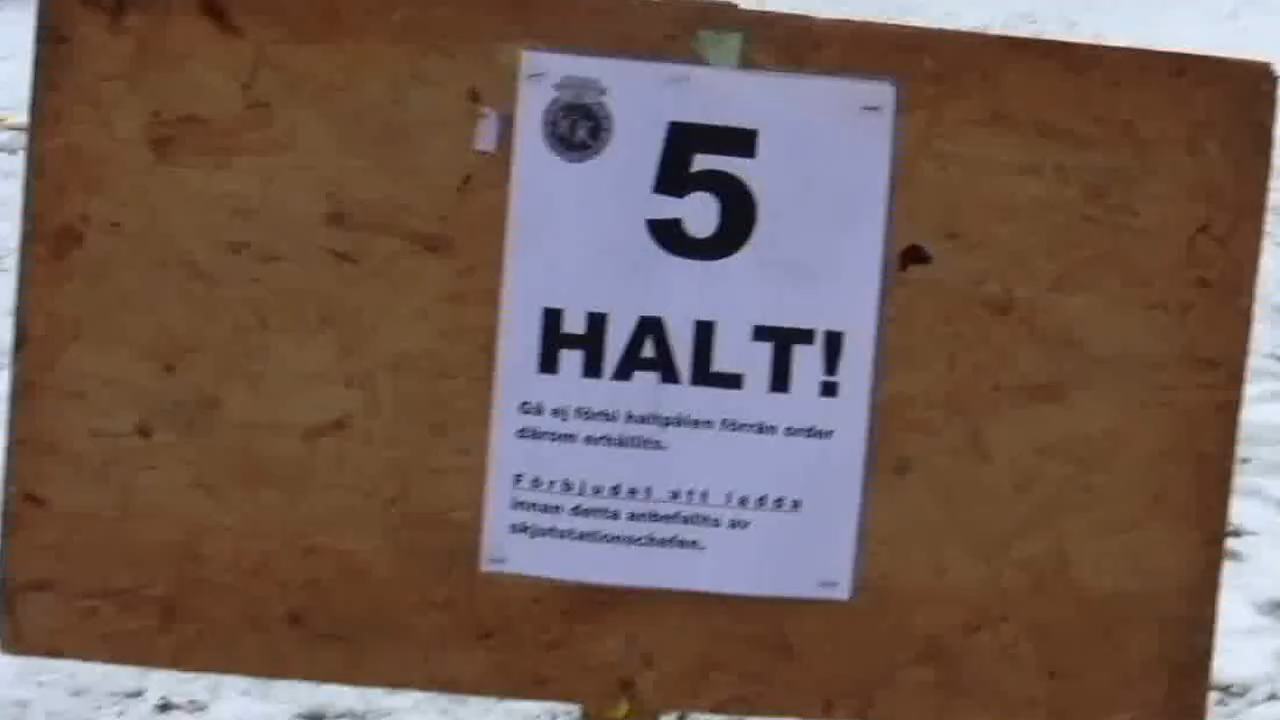 5
HALT!
Gå ej förbi haltpålen förrän order
därom erhållits.
Förbjudet att ladda
innan detta anbefallts av
skjutstationschefen.